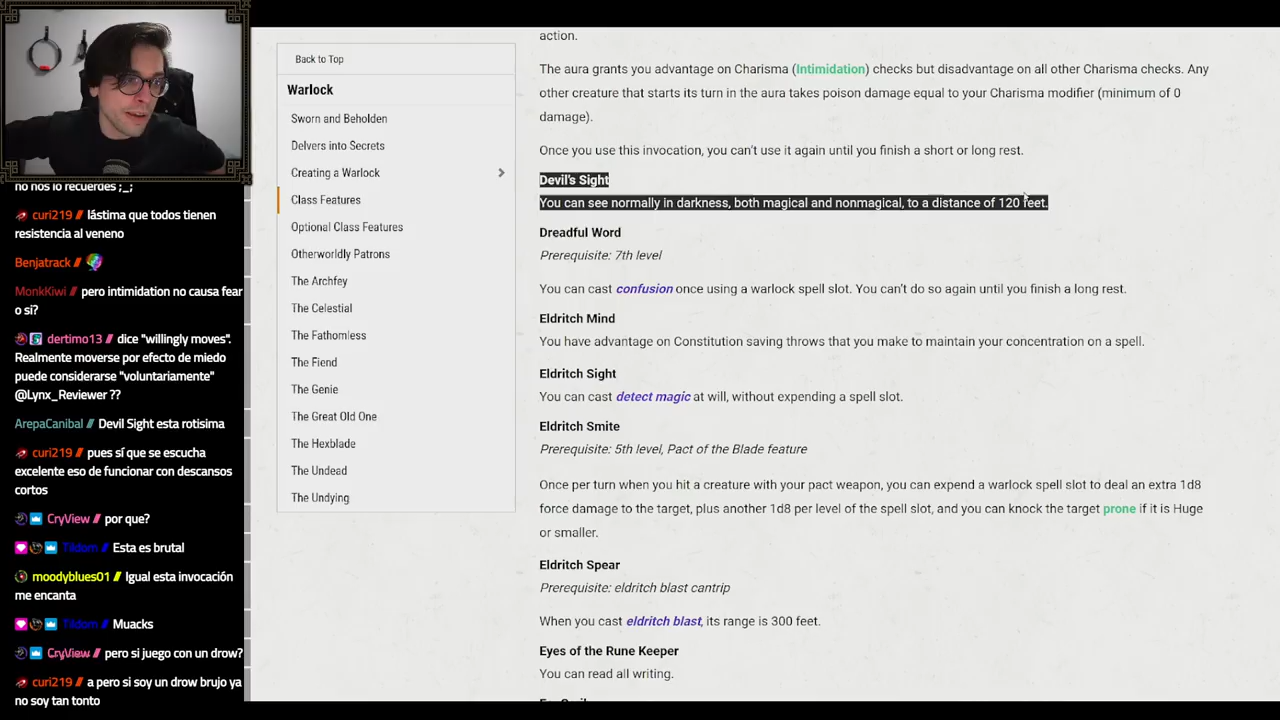 no nos lo recuerdes ;_;
curi219 // lástima que todos tienen
resistencia al veneno
Benjatrack //
MonkKiwi // pero intimidation no causa fear
o si?
dertimo13 // dice "willingly moves".
Realmente moverse por efecto de miedo
puede considerarse "voluntariamente"
@Lynx_Reviewer ??
ArepaCanibal // Devil Sight esta rotisima
curi219 // pues sí que se escucha
excelente eso de funcionar con descansos
cortos
CryView // por que?
Tildom // Esta es brutal
moodyblues01 // Igual esta invocación
me encanta
Tildom // Muacks
CryView // pero si juego con un drow?
curi219 // a pero si soy un drow brujo ya
no soy tan tonto
Back to Top
Warlock
Sworn and Beholden
Delvers into Secrets
Creating a Warlock
Class Features
Optional Class Features
Otherworldly Patrons
The Archfey
The Celestial
The Fathomless
The Fiend
The Genie
The Great Old One
The Hexblade
The Undead
The Undying
action.
The aura grants you advantage on Charisma (Intimidation) checks but disadvantage on all other Charisma checks. Any
other creature that starts its turn in the aura takes poison damage equal to your Charisma modifier (minimum of 0
damage).
Once you use this invocation, you can't use it again until you finish a short or long rest.
Devil's Sight
You can see normally in darkness, both magical and nonmagical, to a distance of 120 feet.
Dreadful Word
Prerequisite: 7th level
You can cast confusion once using a warlock spell slot. You can't do so again until you finish a long rest.
Eldritch Mind
You have advantage on Constitution saving throws that you make to maintain your concentration on a spell.
Eldritch Sight
You can cast detect magic at will, without expending a spell slot.
Eldritch Smite
Prerequisite: 5th level, Pact of the Blade feature
Once per turn when you hit a creature with your pact weapon, you can expend a warlock spell slot to deal an extra 1d8
force damage to the target, plus another 1d8 per level of the spell slot, and you can knock the target prone if it is Huge
or smaller.
Eldritch Spear
Prerequisite: eldritch blast cantrip
When you cast eldritch blast, its range is 300 feet.
Eyes of the Rune Keeper
You can read all writing.